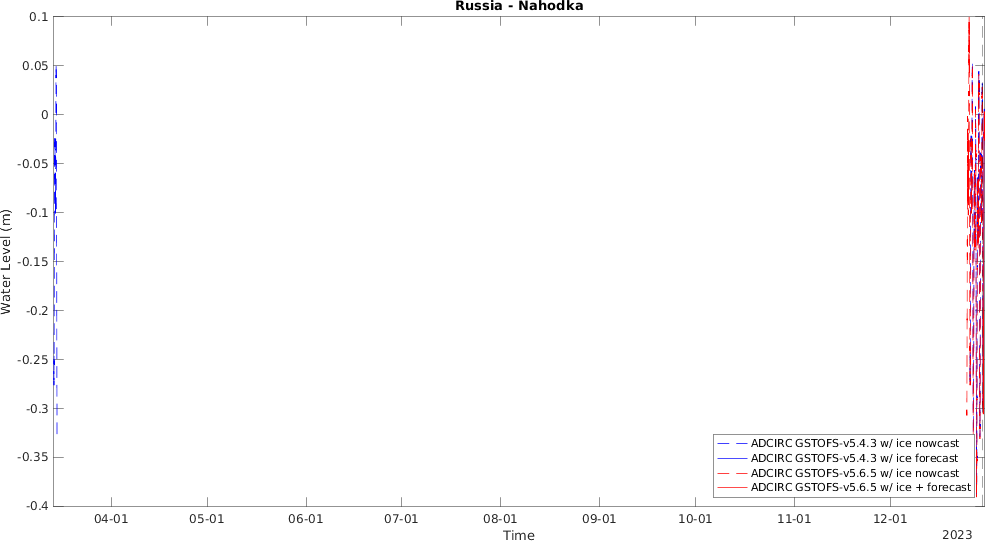 Russia - Nahodka
0.1
0.05
0
-0.05
-0.1
-0.15
-0.2
-0.25
-0.3
-0.35
-0.4
Water Level (m)
04-01 05-01 06-01 07-01 08-01 09-01 10-01 11-01 12-01
Time
2023
ADCIRC GSTOFS-v5.4.3 w/ ice nowcast
ADCIRC GSTOFS-v5.4.3 w/ ice forecast
ADCIRC GSTOFS-v5.6.5 w/ ice nowcast
ADCIRC GSTOFS-v5.6.5 w/ ice + forecast